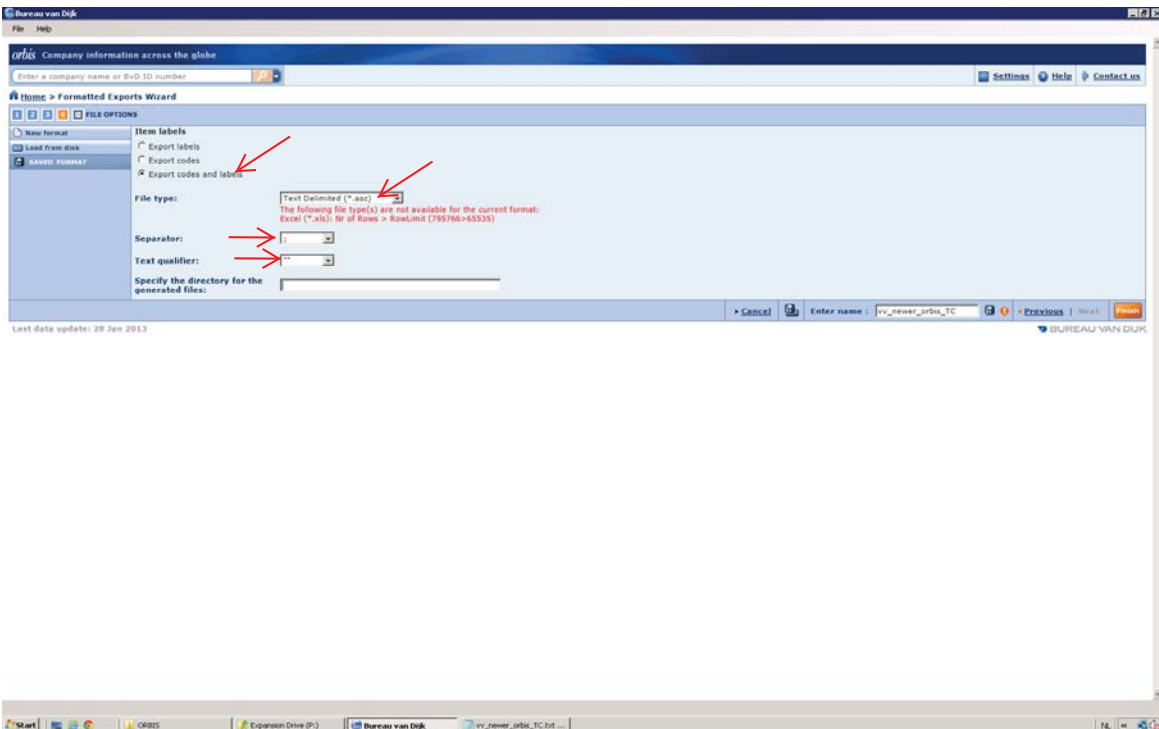 Bureau van Dijk
File Help
orbis Company information across the globe
Enter a company name or BvD ID number
Settings Help Contact us
Home > Formatted Exports Wizard
1 2 3 4 FILE OPTIONS
New format
Load from disk
SAVED FORMAT
Item labels
Export labels
Export codes
Export codes and labels
File type: Text Delimited (*.asc)
The following file type(s) are not available for the current format:
Excel (*.xls): Nr of Rows > RowLimit (795766>65535)
Separator: ;
Text qualifier: ""
Specify the directory for the
generated files:
Cancel Enter name : vv_newer_orbis_TC Previous | Next Finish
Last data update: 28 Jan 2013
BUREAU VAN DIJK
Start ORBIS Expansion Drive (P:) Bureau van Dijk vv_newer_orbis_TC.txt ... NL «